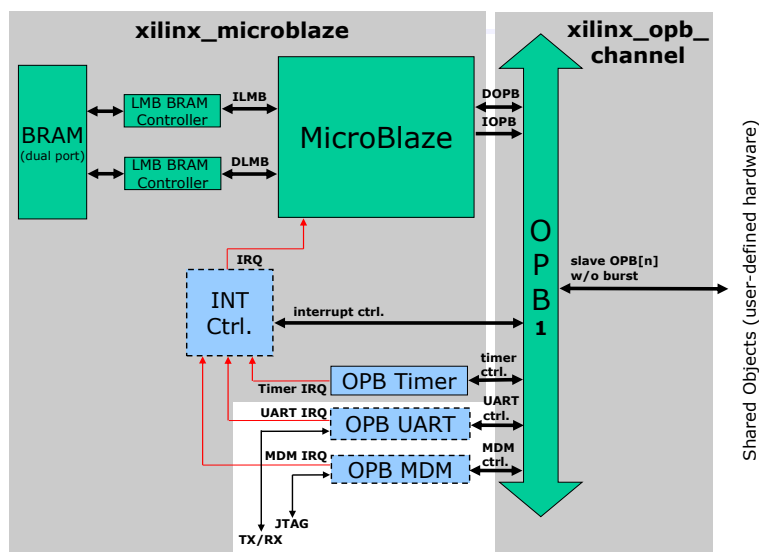 xilinx_microblaze
xilinx_opb_
channel
BRAM
(dual port)
LMB BRAM
Controller
ILMB
LMB BRAM
Controller
DLMB
MicroBlaze
DOPB
IOPB
O
P
B
1
IRQ
INT
Ctrl.
interrupt ctrl.
slave OPB[n]
w/o burst
Shared Objects (user-defined hardware)
Timer IRQ
OPB Timer
timer
ctrl.
UART IRQ
OPB UART
UART
ctrl.
MDM IRQ
OPB MDM
MDM
ctrl.
JTAG
TX/RX